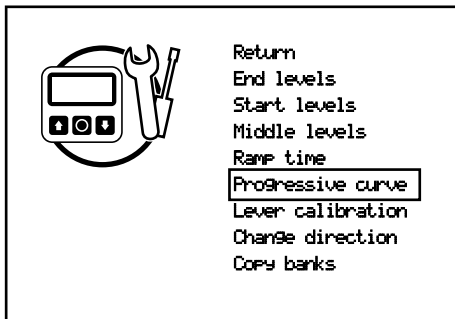 Return
End levels
Start levels
Middle levels
Ramp time
Progressive curve
Lever calibration
Change direction
Copy banks